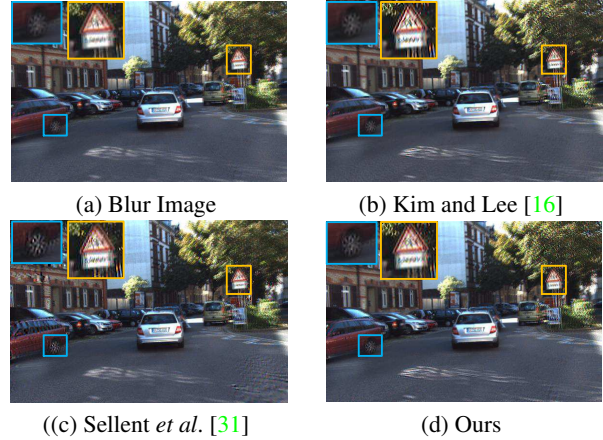 (a) Blur Image
(b) Kim and Lee [16]
((c) Sellent et al. [31]
(d) Ours